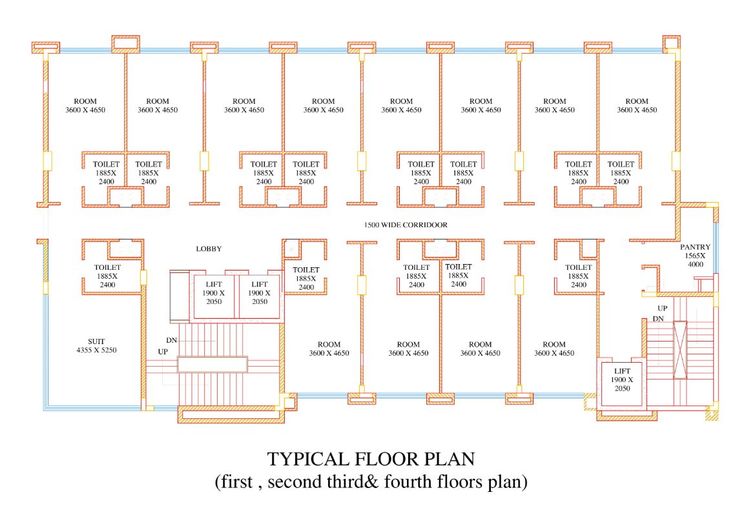 ROOM
3600 X 4650
ROOM
3600 X 4650
ROOM
3600 X 4650
ROOM
3600 X 4650
ROOM
3600 X 4650
ROOM
3600 X 4650
ROOM
3600 X 4650
ROOM
3600 X 4650
TOILET
1885X
2400
TOILET
1885X
2400
TOILET
1885X
2400
TOILET
1885X
2400
TOILET
1885X
2400
TOILET
1885X
2400
TOILET
1885X
2400
TOILET
1885X
2400
1500 WIDE CORRIDOOR
LOBBY
PANTRY
1565X
4000
TOILET
1885X
2400
LIFT
1900 X
2050
LIFT
1900 X
2050
TOILET
1885X
2400
TOILET
1885X
2400
TOILET
1885X
2400
TOILET
1885X
2400
UP
DN
SUIT
4355 X 5250
DN
UP
ROOM
3600 X 4650
ROOM
3600 X 4650
ROOM
3600 X 4650
ROOM
3600 X 4650
LIFT
1900 X
2050
TYPICAL FLOOR PLAN
(first , second third& fourth floors plan)